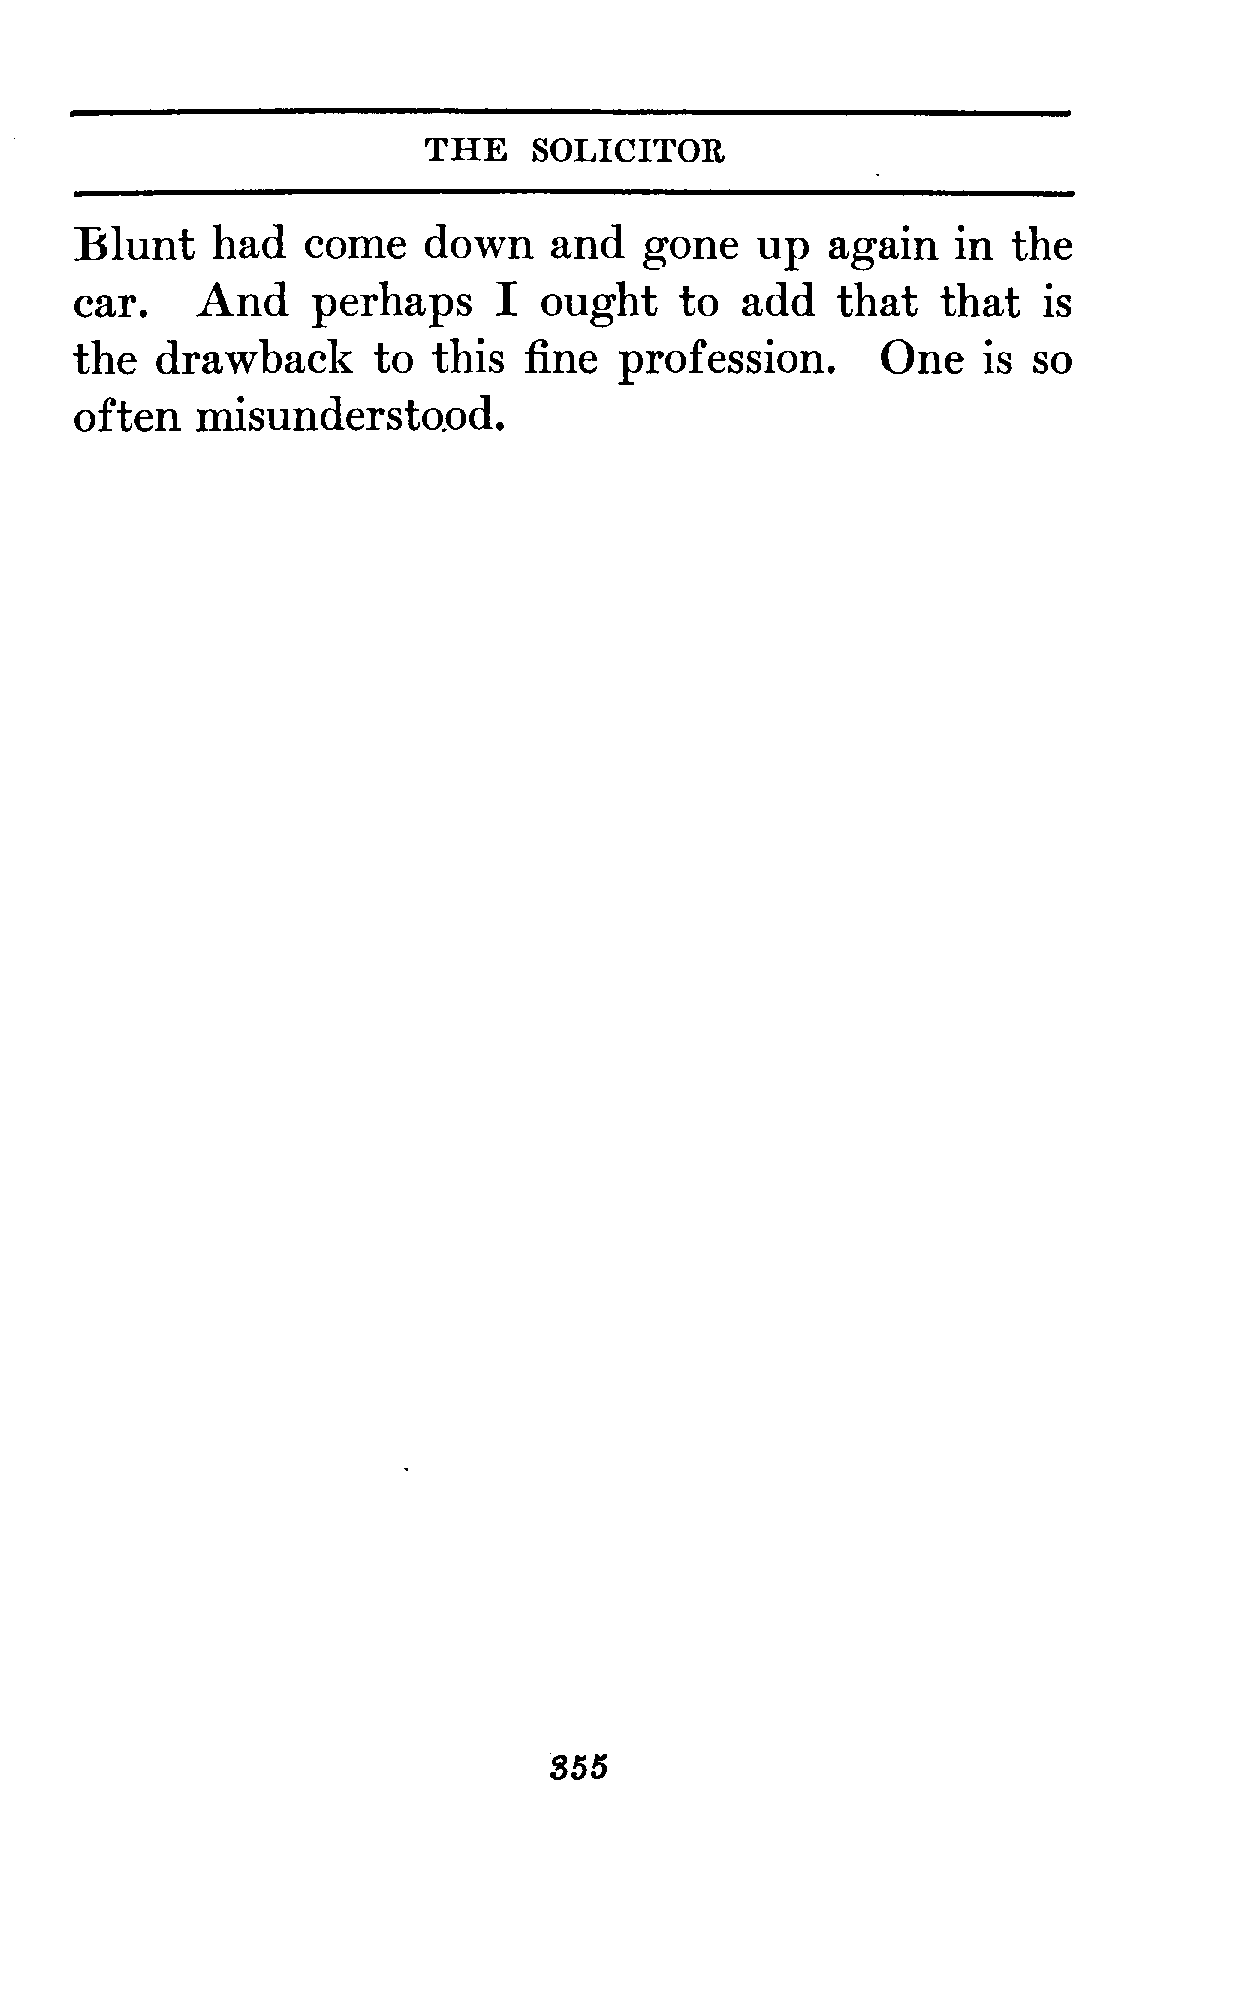 THE SOLICITOR
Blunt had come down and gone up again in the
car. And perhaps I ought to add that that is
the drawback to this fine profession. One is so
often misunderstood.
355